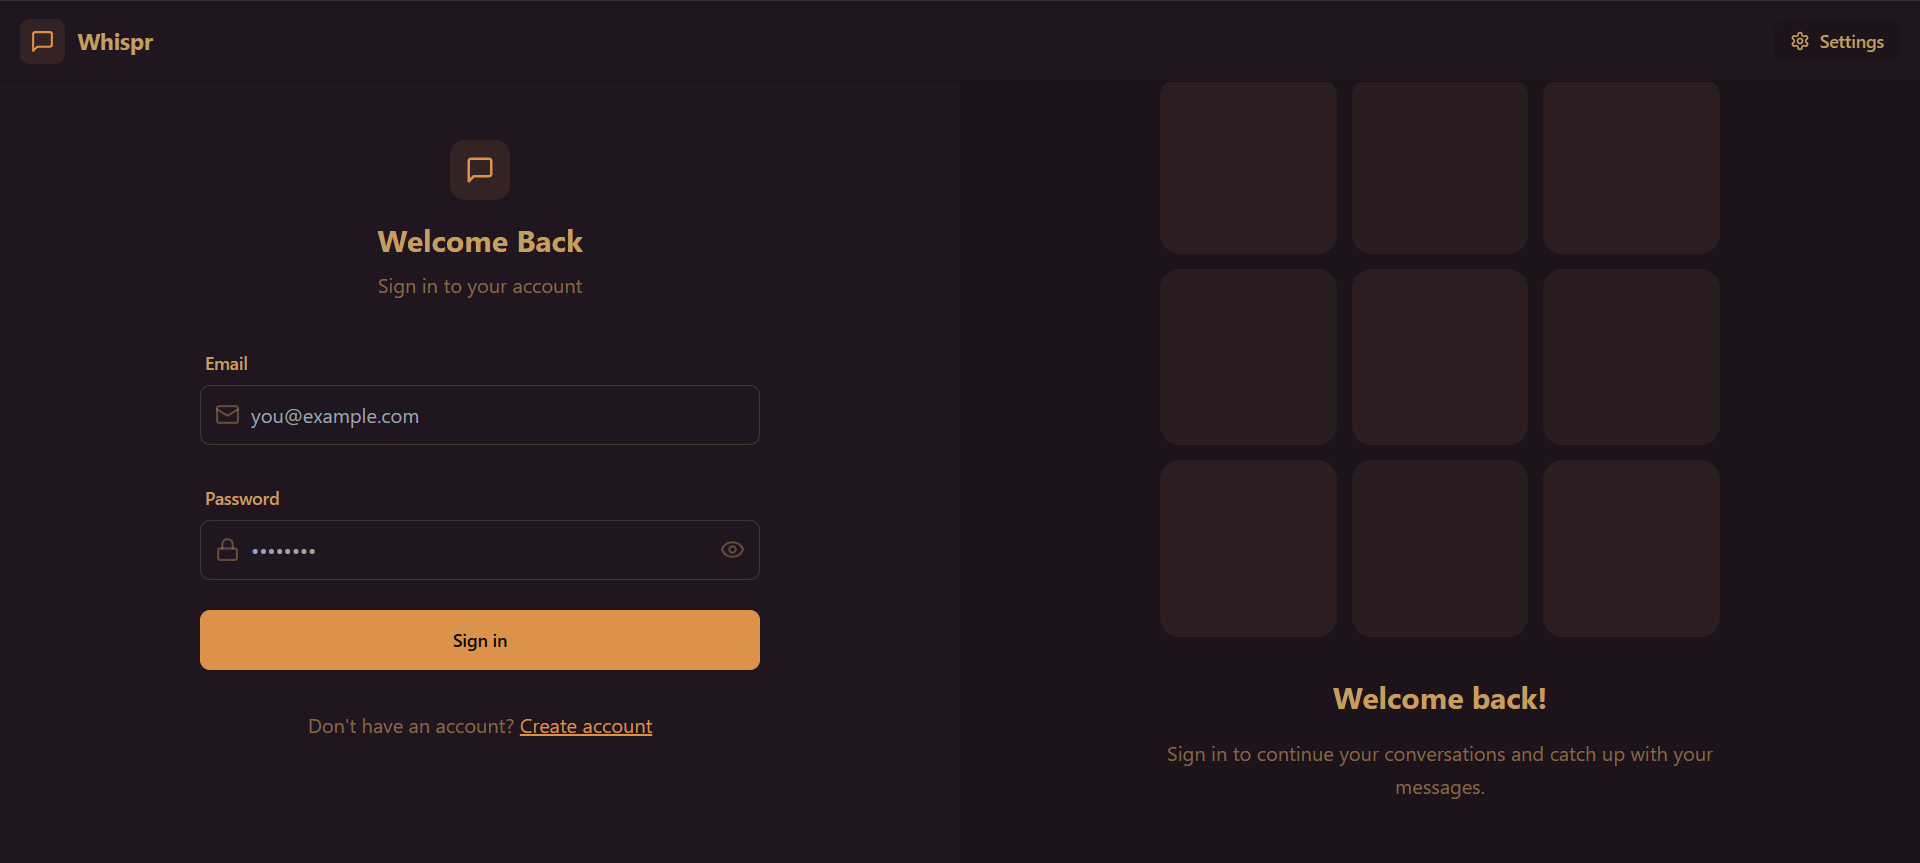 Whispr
Settings
Welcome Back
Sign in to your account
Email
you@example.com
Password
••••••••
Sign in
Don't have an account? Create account
Welcome back!
Sign in to continue your conversations and catch up with your
messages.